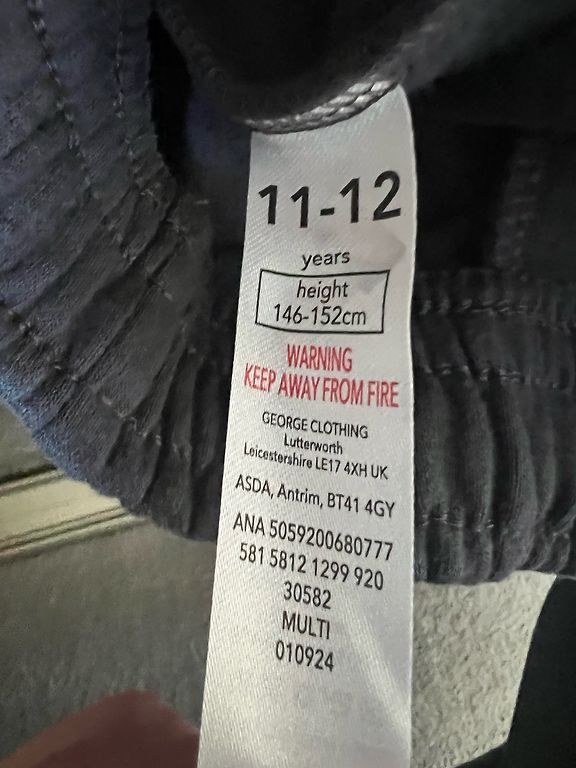 11-12
years
height
146-152cm
WARNING
KEEP AWAY FROM FIRE
GEORGE CLOTHING
Lutterworth
Leicestershire LE17 4XH UK
ASDA, Antrim, BT41 4GY
ANA 5059200680777
581 5812 1299 920
30582
MULTI
010924